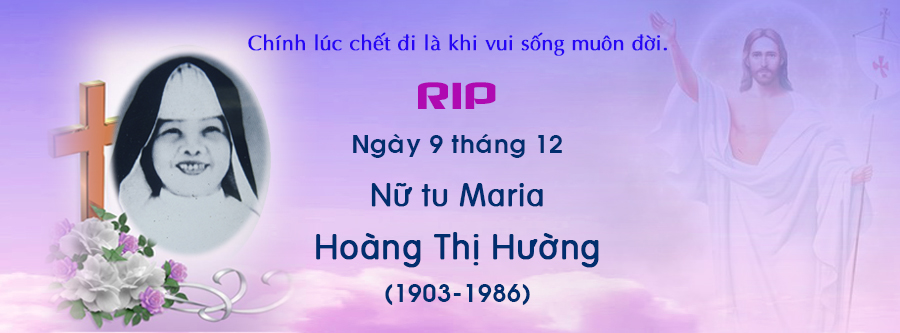 Chính lúc chết đi là khi vui sống muôn đời.
RIP
Ngày 9 tháng 12
Nữ tu Maria
Hoàng Thị Hường
(1903-1986)